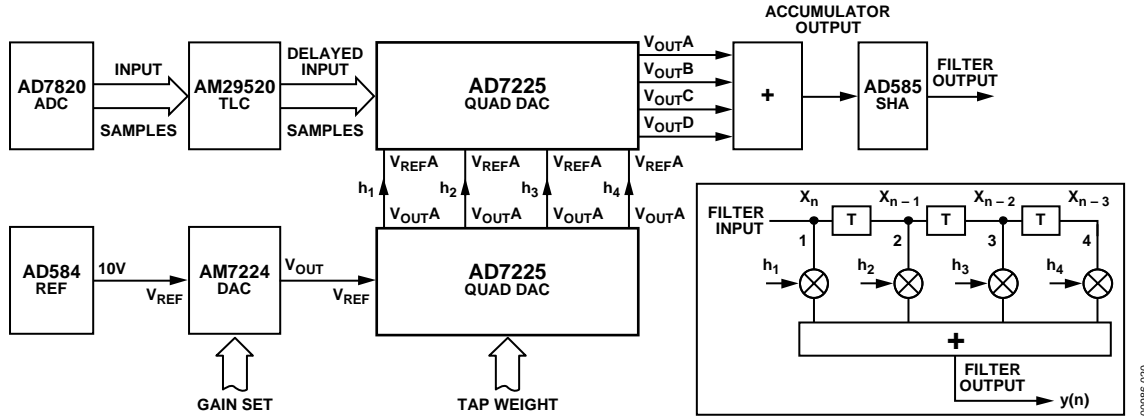 ACCUMULATOR
OUTPUT
AD7820
ADC
INPUT
SAMPLES
AM29520
TLC
DELAYED
INPUT
SAMPLES
AD7225
QUAD DAC
VOUTA
VOUTB
VOUTC
VOUTD
+
AD585
SHA
FILTER
OUTPUT
VREFA VREFA VREFA VREFA
h1 h2 h3 h4
VOUTA VOUTA VOUTA VOUTA
AD584
REF
10V
VREF
AM7224
DAC
VOUT
VREF
AD7225
QUAD DAC
GAIN SET
TAP WEIGHT
Xn Xn – 1 Xn – 2 Xn – 3
FILTER
INPUT
T T T
1 2 3 4
h1 h2 h3 h4
+
FILTER
OUTPUT
y(n)